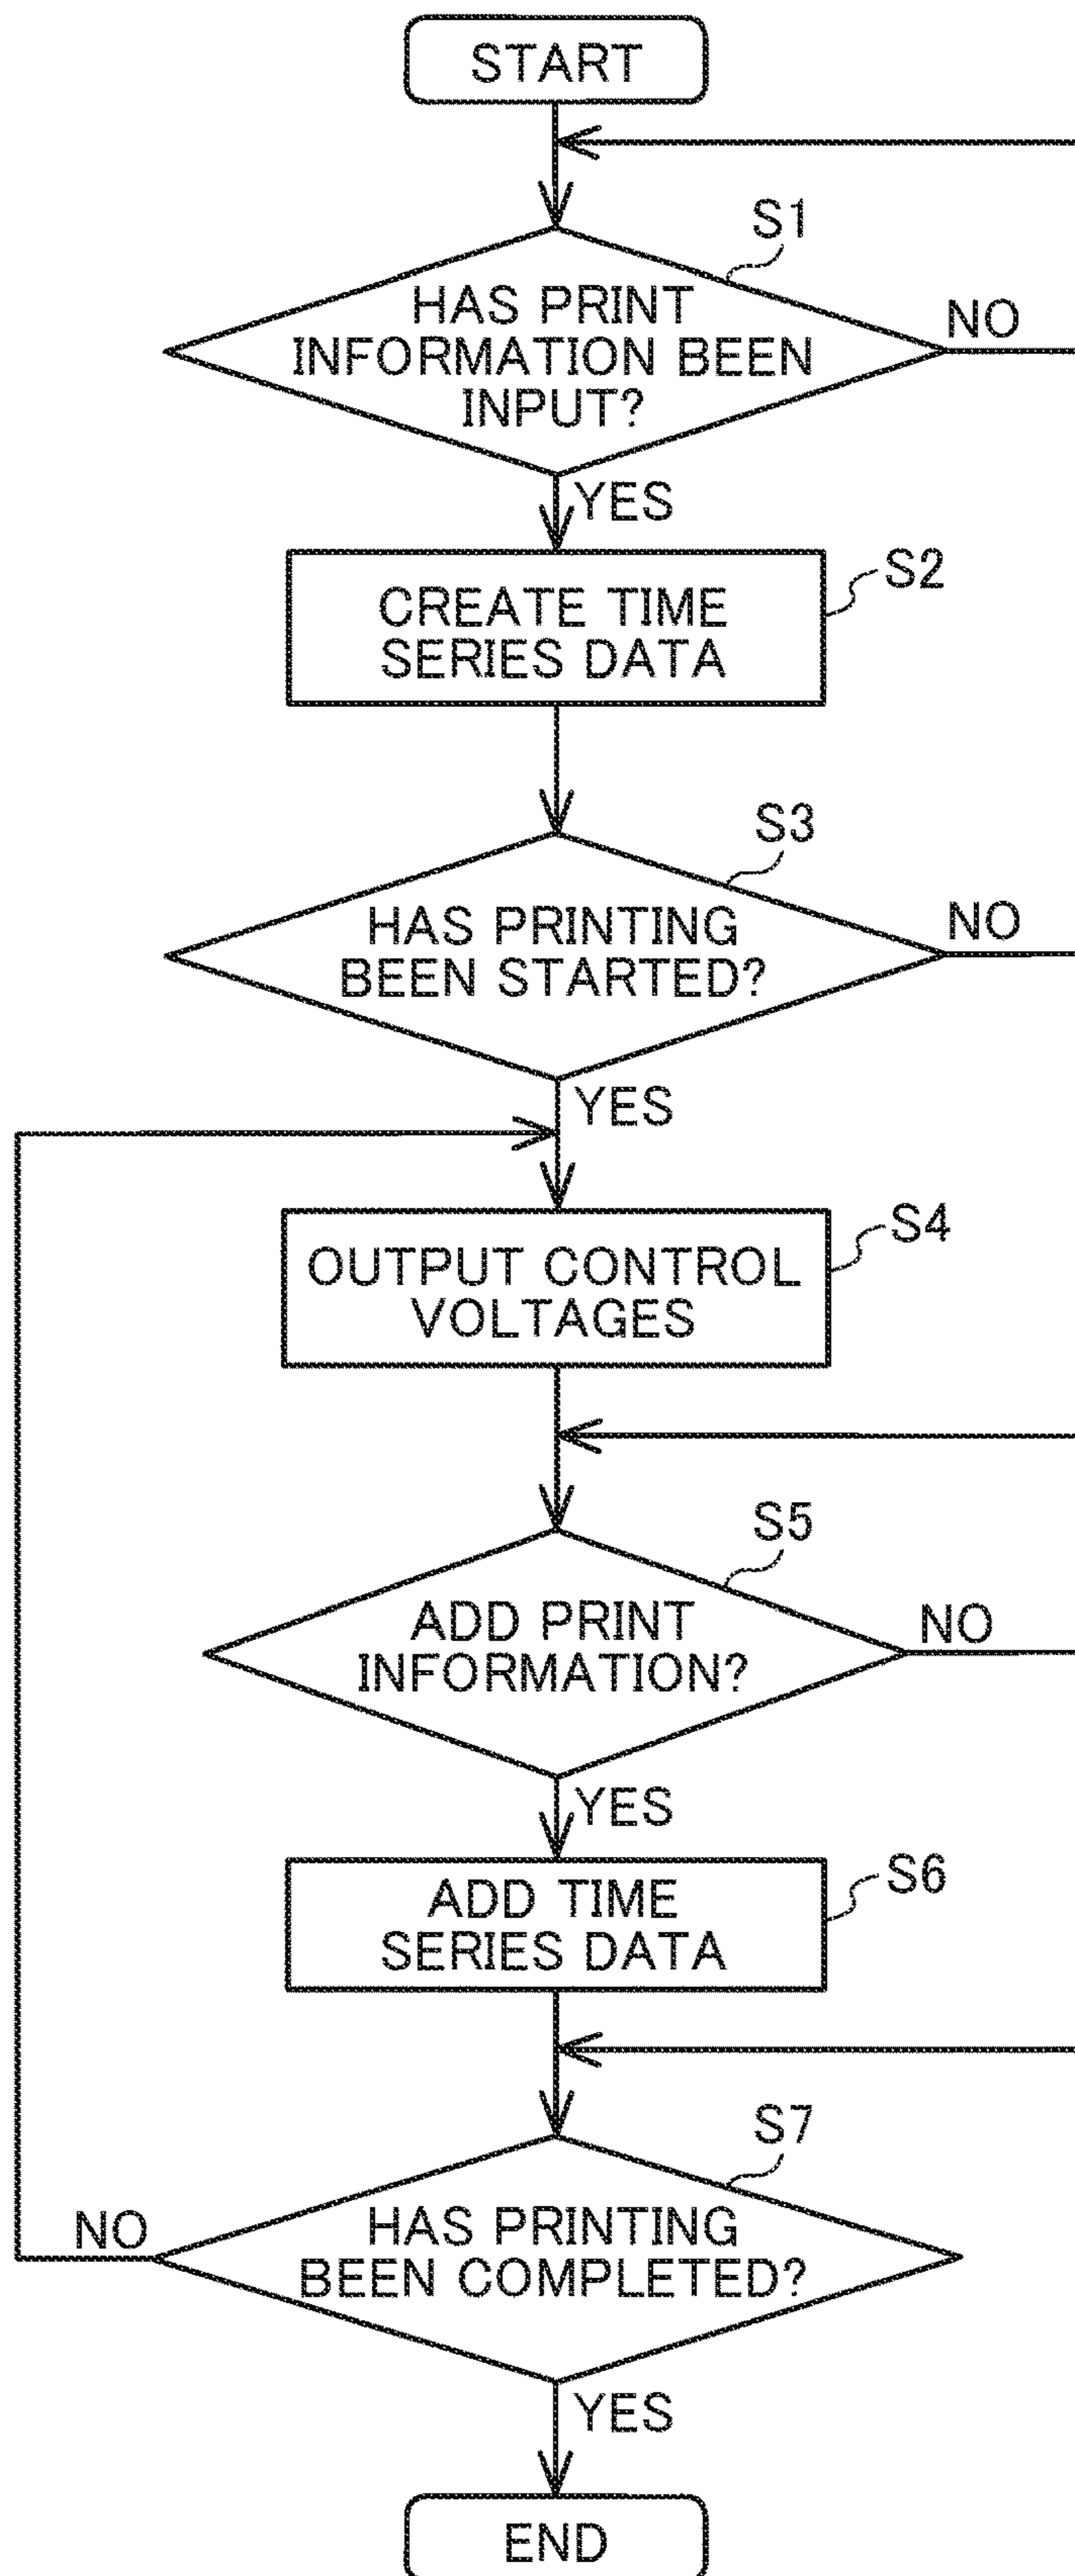 START
S1
HAS PRINT
INFORMATION BEEN
INPUT?
NO
YES
S2
CREATE TIME
SERIES DATA
S3
HAS PRINTING
BEEN STARTED?
NO
YES
S4
OUTPUT CONTROL
VOLTAGES
S5
ADD PRINT
INFORMATION?
NO
YES
S6
ADD TIME
SERIES DATA
S7
HAS PRINTING
BEEN COMPLETED?
NO
YES
END